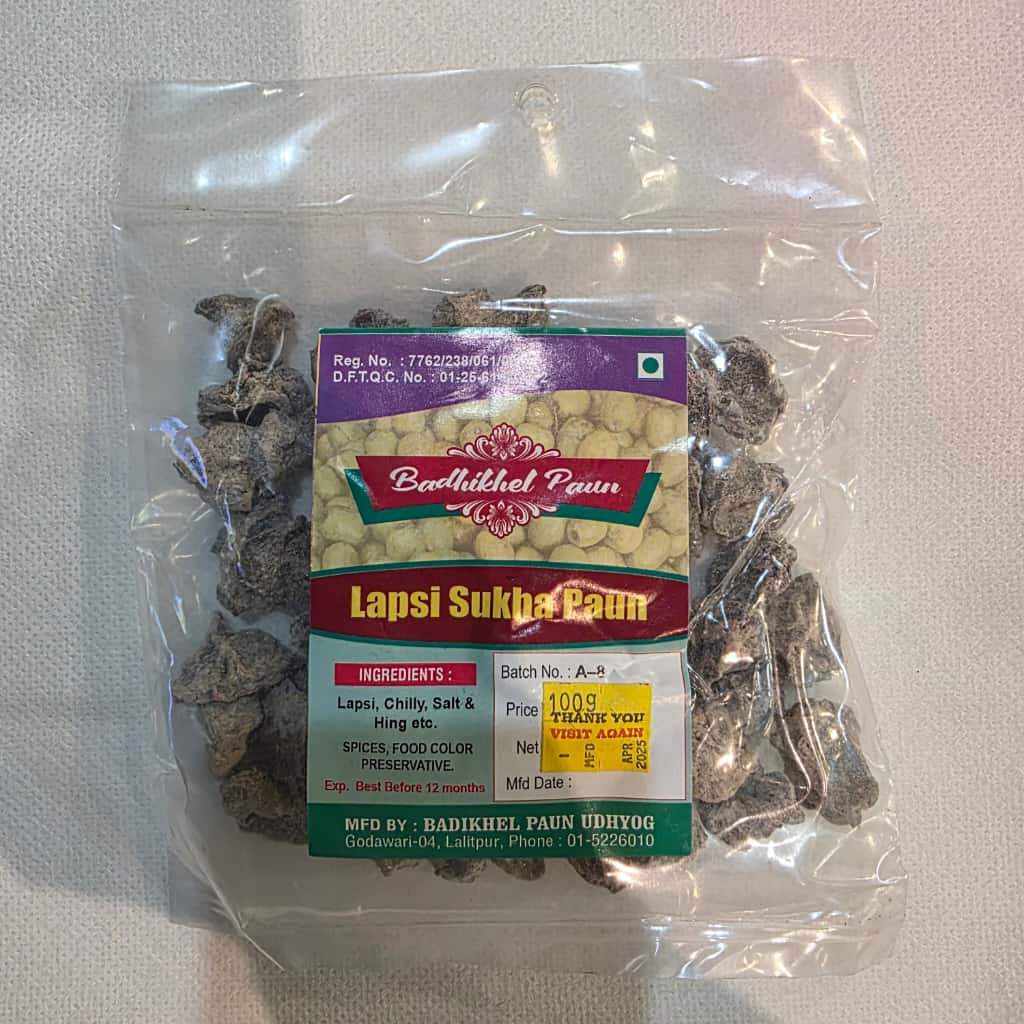 Reg. No. : 7762/238/061/
D.F.T.Q.C. No. : 01-25-61
Badhikhel Paun
Lapsi Sukha Paun
INGREDIENTS :
Lapsi, Chilly, Salt &
Hing etc.
SPICES, FOOD COLOR
PRESERVATIVE.
Exp. Best Before 12 months
Batch No. : A-8
Price
100g
THANK YOU
VISIT AGAIN
Net
1 MFD APR 2025
Mfd Date :
MFD BY : BADIKHEL PAUN UDHYOG
Godawari-04, Lalitpur, Phone : 01-5226010